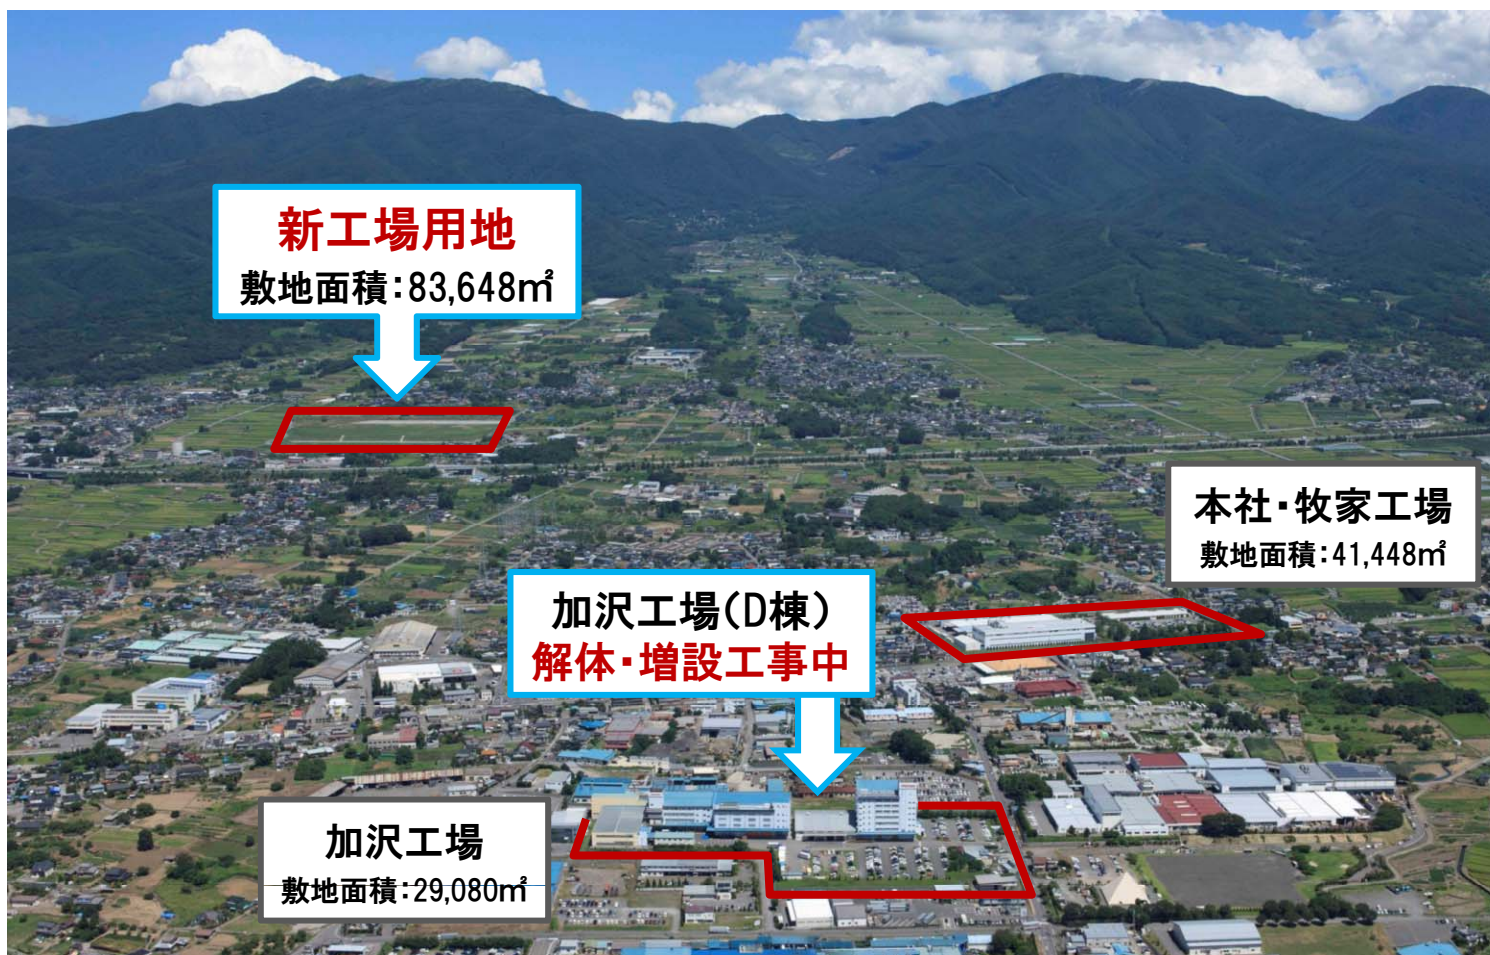 新工場用地
敷地面積:83,648㎡
本社・牧家工場
敷地面積:41,448㎡
加沢工場(D棟)
解体・増設工事中
加沢工場
敷地面積:29,080㎡